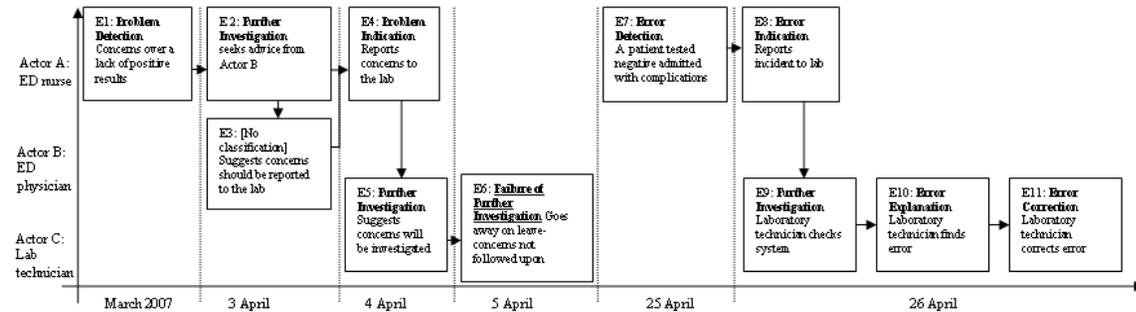 E1: Problem
Detection
Concerns over a
lack of positive
results
E2: Further
Investigation
seeks advice from
Actor B
E4: Problem
Indication
Reports
concerns to
the lab
E7: Error
Detection
A patient tested
negative admitted
with complications
E8: Error
Indication
Reports
incident to lab
Actor A:
ED nurse
E3: [No
classification]
Suggests concerns
should be reported
to the lab
Actor B:
ED
physician
E5: Further
Investigation
Suggests
concerns will
be investigated
E6: Failure of
Further
Investigation Goes
away on leave-
concerns not
followed upon
E9: Further
Investigation
Laboratory
technician checks
system
E10: Error
Explanation
Laboratory
technician finds
error
E11: Error
Correction
Laboratory
technician
corrects error
Actor C:
Lab
technician
March 2007
3 April
4 April
5 April
25 April
26 April